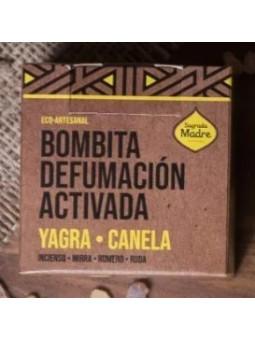 ECO-ARTESANAL
Sagrada
Madre
BOMBITA
DEFUMACIÓN
ACTIVADA
YAGRA • CANELA
INCIENSO • MIRRA • ROMERO • RUDA